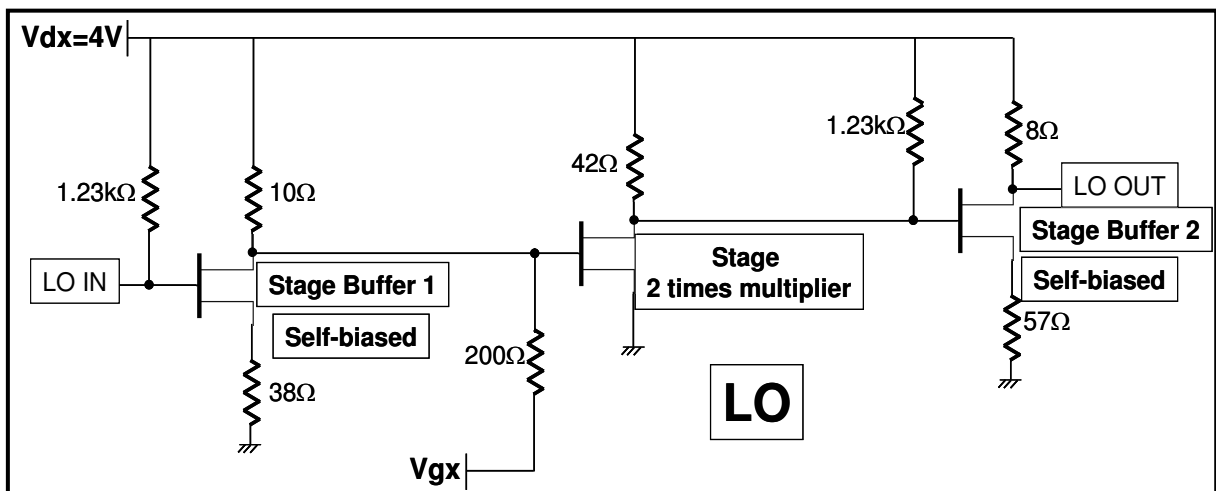 Vdx=4V
1.23kΩ
10Ω
42Ω
1.23kΩ
8Ω
LO IN
Stage Buffer 1
Self-biased
38Ω
200Ω
Vgx
Stage
2 times multiplier
LO OUT
Stage Buffer 2
Self-biased
57Ω
LO